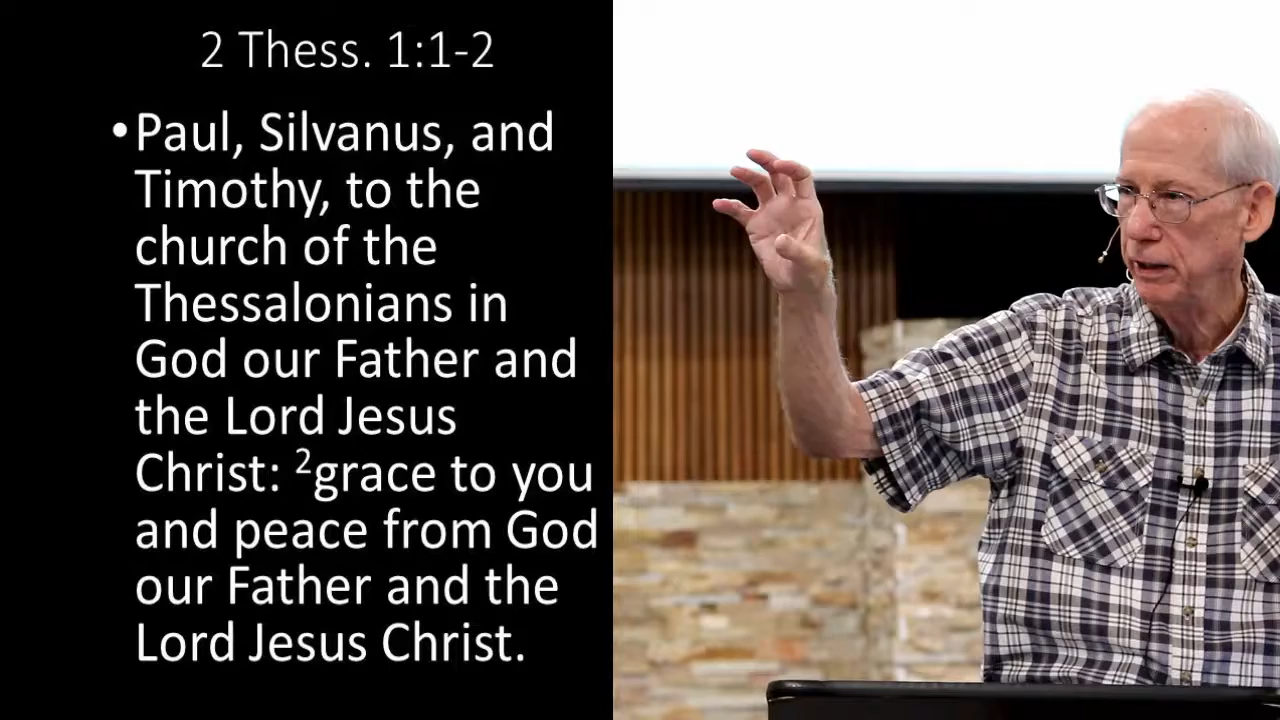 2 Thess. 1:1-2
•Paul, Silvanus, and
Timothy, to the
church of the
Thessalonians in
God our Father and
the Lord Jesus
Christ: ²grace to you
and peace from God
our Father and the
Lord Jesus Christ.